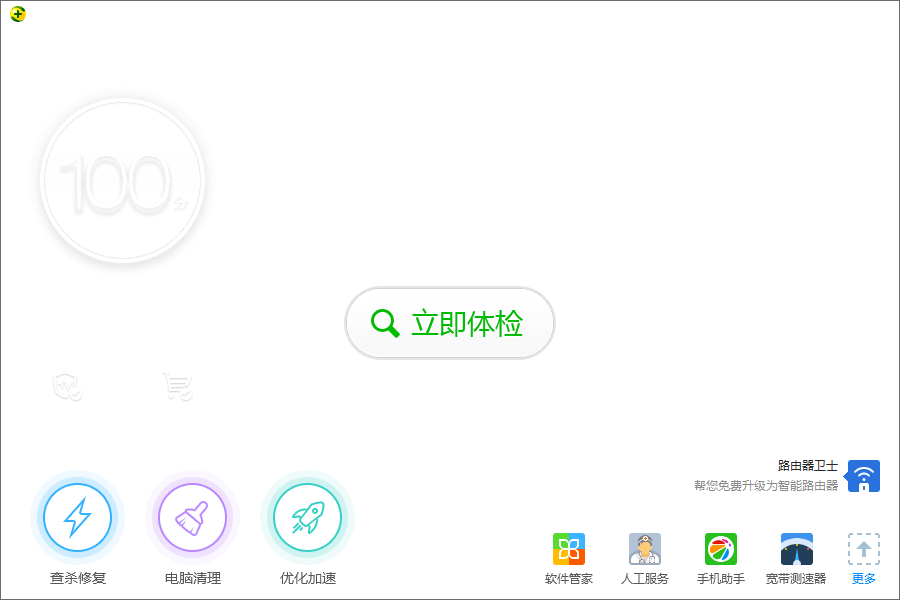 100分
立即体检
路由器卫士
帮您免费升级为智能路由器
查杀修复
电脑清理
优化加速
软件管家
人工服务
手机助手
宽带测速器
更多